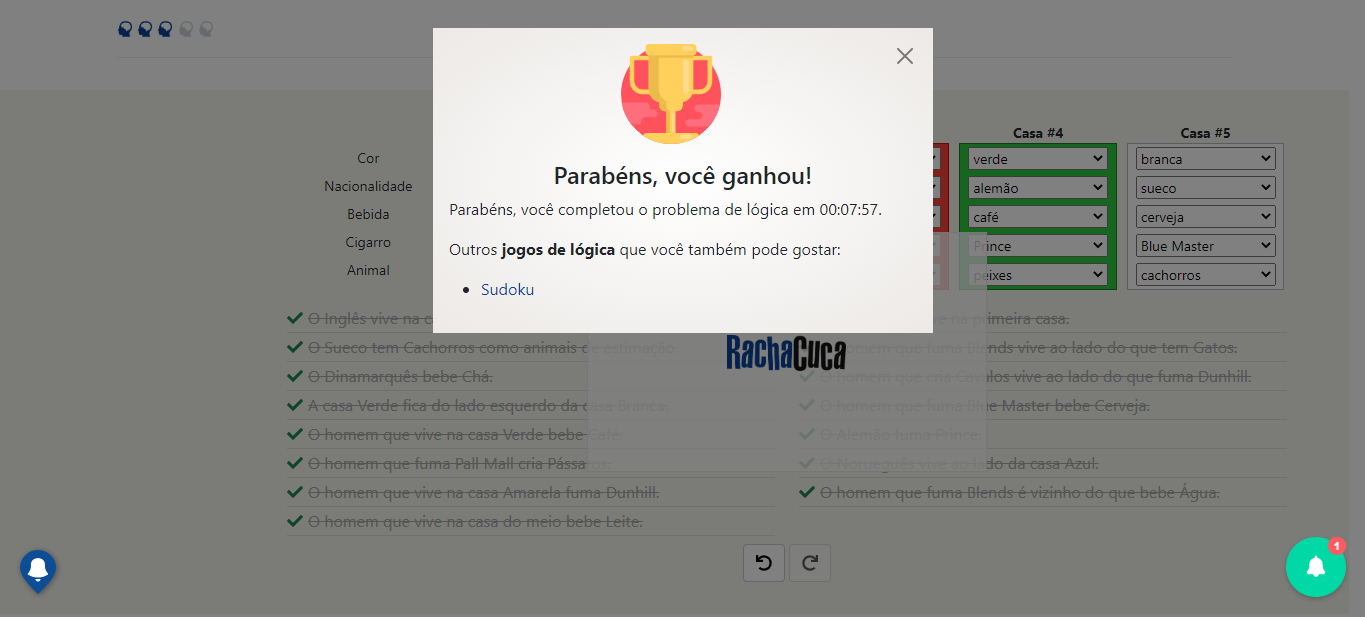 Parabéns, você ganhou!
Parabéns, você completou o problema de lógica em 00:07:57.
Outros jogos de lógica que você também pode gostar:
Sudoku
Casa #4
Casa #5
Cor
verde
branca
Nacionalidade
alemão
sueco
Bebida
café
cerveja
Cigarro
Prince
Blue Master
Animal
peixes
cachorros
O Inglês vive na c
O Sueco tem Cachorros como animais de estimação.
O Dinamarquês bebe Chá.
A casa Verde fica do lado esquerdo da casa Branca.
O homem que vive na casa Verde bebe Café.
O homem que fuma Pall Mall cria Pássaros.
O homem que vive na casa Amarela fuma Dunhill.
O homem que vive na casa do meio bebe Leite.
na primeira casa.
homem que fuma Blends vive ao lado do que tem Gatos.
O homem que cria Cavalos vive ao lado do que fuma Dunhill.
O homem que fuma Blue Master bebe Cerveja.
O Alemão fuma Prince.
O Norueguês vive ao lado da casa Azul.
O homem que fuma Blends é vizinho do que bebe Água.
RachaCuca
1